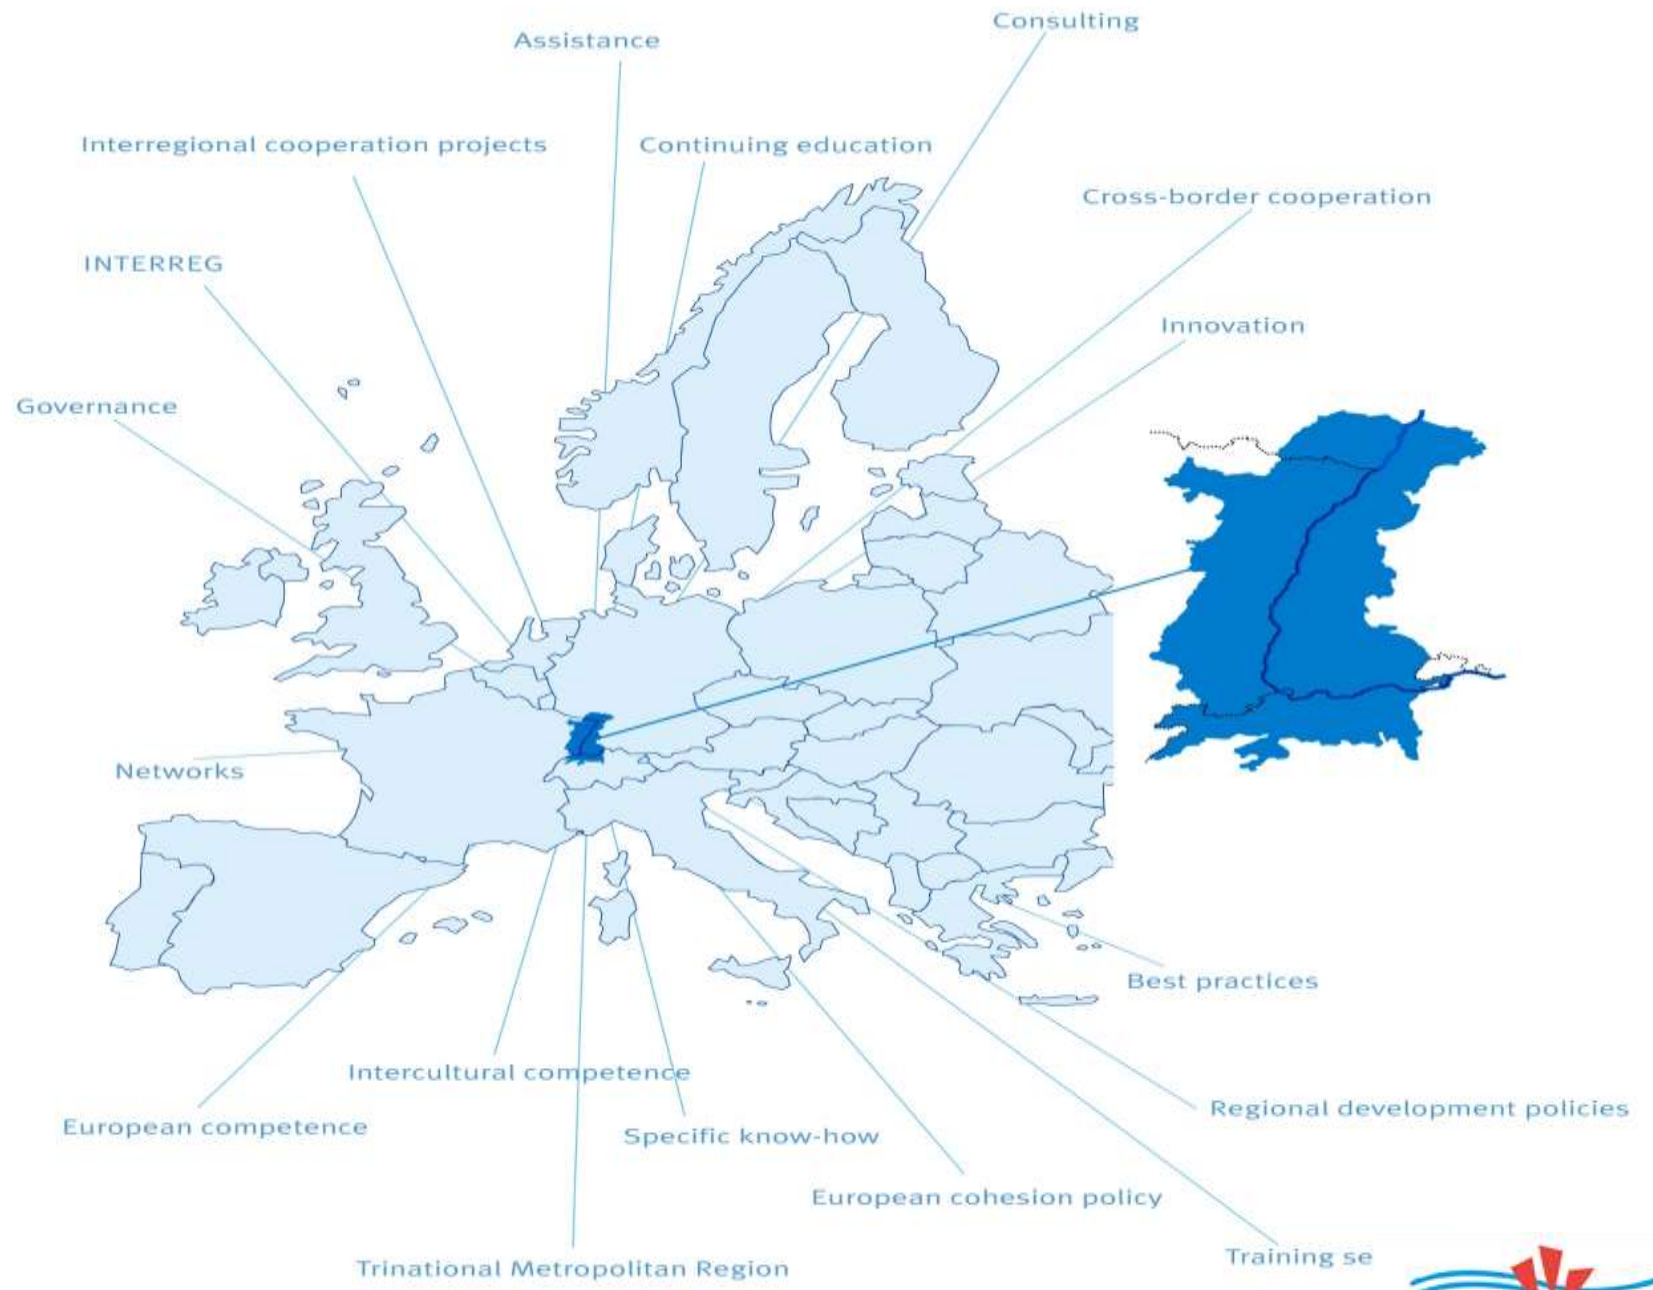 Consulting
Assistance
Interregional cooperation projects
Continuing education
Cross-border cooperation
INTERREG
Innovation
Governance
Networks
Best practices
Intercultural competence
Regional development policies
European competence
Specific know-how
European cohesion policy
Training se
Trinational Metropolitan Region